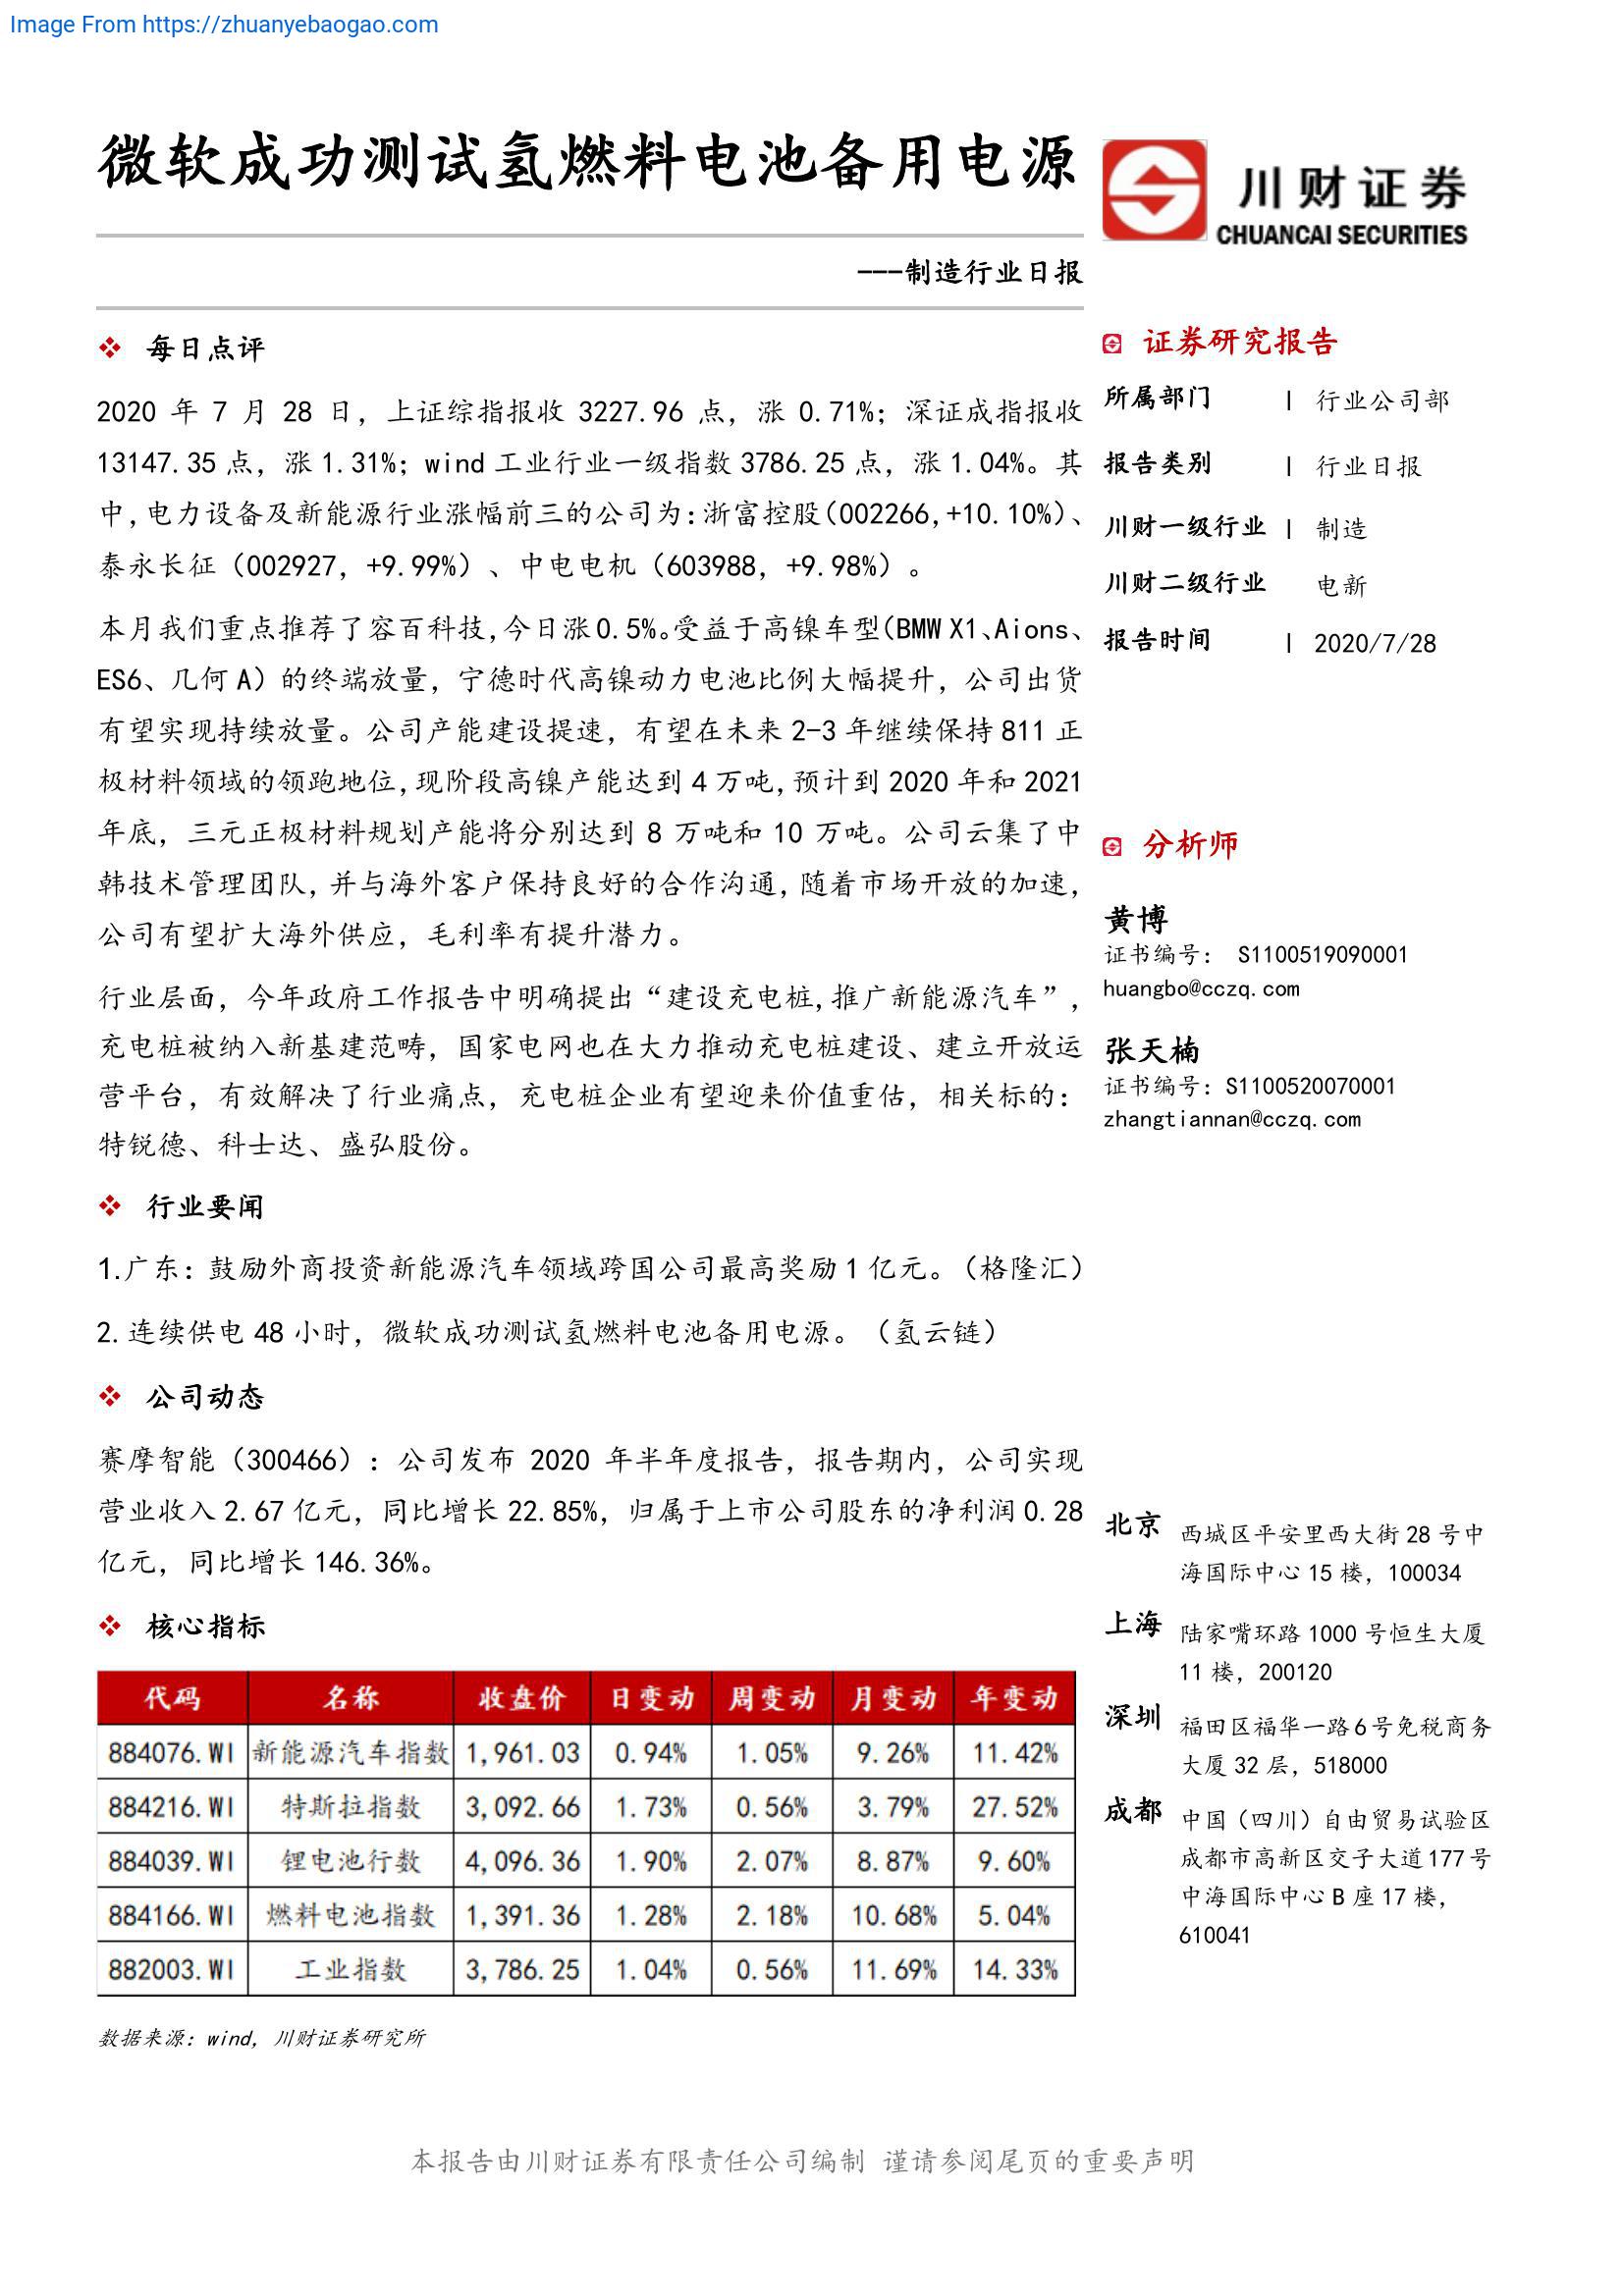 Image From https://zhuanyebaogao.com
微软成功测试氢燃料电池备用电源
川财证券
CHUANCAI SECURITIES
---制造行业日报
每日点评
2020 年 7 月 28 日，上证综指报收 3227.96 点，涨 0.71%；深证成指报收
13147.35 点，涨 1.31%；wind 工业行业一级指数 3786.25 点，涨 1.04%。其
中,电力设备及新能源行业涨幅前三的公司为:浙富控股（002266,+10.10%）、
泰永长征（002927，+9.99%）、中电电机（603988，+9.98%）。
本月我们重点推荐了容百科技,今日涨 0.5%。受益于高镍车型（BMW X1、Aions、
ES6、几何 A）的终端放量，宁德时代高镍动力电池比例大幅提升，公司出货
有望实现持续放量。公司产能建设提速，有望在未来 2-3 年继续保持 811 正
极材料领域的领跑地位,现阶段高镍产能达到 4 万吨,预计到 2020 年和 2021
年底，三元正极材料规划产能将分别达到 8 万吨和 10 万吨。公司云集了中
韩技术管理团队，并与海外客户保持良好的合作沟通，随着市场开放的加速，
公司有望扩大海外供应，毛利率有提升潜力。
行业层面，今年政府工作报告中明确提出“建设充电桩,推广新能源汽车”，
充电桩被纳入新基建范畴，国家电网也在大力推动充电桩建设、建立开放运
营平台，有效解决了行业痛点，充电桩企业有望迎来价值重估，相关标的：
特锐德、科士达、盛弘股份。
行业要闻
1.广东：鼓励外商投资新能源汽车领域跨国公司最高奖励 1 亿元。（格隆汇）
2.连续供电 48 小时，微软成功测试氢燃料电池备用电源。（氢云链）
公司动态
赛摩智能（300466）：公司发布 2020 年半年度报告，报告期内，公司实现
营业收入 2.67 亿元，同比增长 22.85%，归属于上市公司股东的净利润 0.28
亿元，同比增长 146.36%。
核心指标
代码 名称 收盘价 日变动 周变动 月变动 年变动
884076.WI 新能源汽车指数 1,961.03 0.94% 1.05% 9.26% 11.42%
884216.WI 特斯拉指数 3,092.66 1.73% 0.56% 3.79% 27.52%
884039.WI 锂电池行数 4,096.36 1.90% 2.07% 8.87% 9.60%
884166.WI 燃料电池指数 1,391.36 1.28% 2.18% 10.68% 5.04%
882003.WI 工业指数 3,786.25 1.04% 0.56% 11.69% 14.33%
数据来源：wind，川财证券研究所
证券研究报告
所属部门 | 行业公司部
报告类别 | 行业日报
川财一级行业 | 制造
川财二级行业 电新
报告时间 | 2020/7/28
分析师
黄博
证书编号： S1100519090001
huangbo@cczq.com
张天楠
证书编号：S1100520070001
zhangtiannan@cczq.com
北京 西城区平安里西大街 28 号中
海国际中心 15 楼，100034
上海 陆家嘴环路 1000 号恒生大厦
11 楼，200120
深圳 福田区福华一路 6 号免税商务
大厦 32 层，518000
成都 中国（四川）自由贸易试验区
成都市高新区交子大道 177 号
中海国际中心 B 座 17 楼，
610041
本报告由川财证券有限责任公司编制 谨请参阅尾页的重要声明